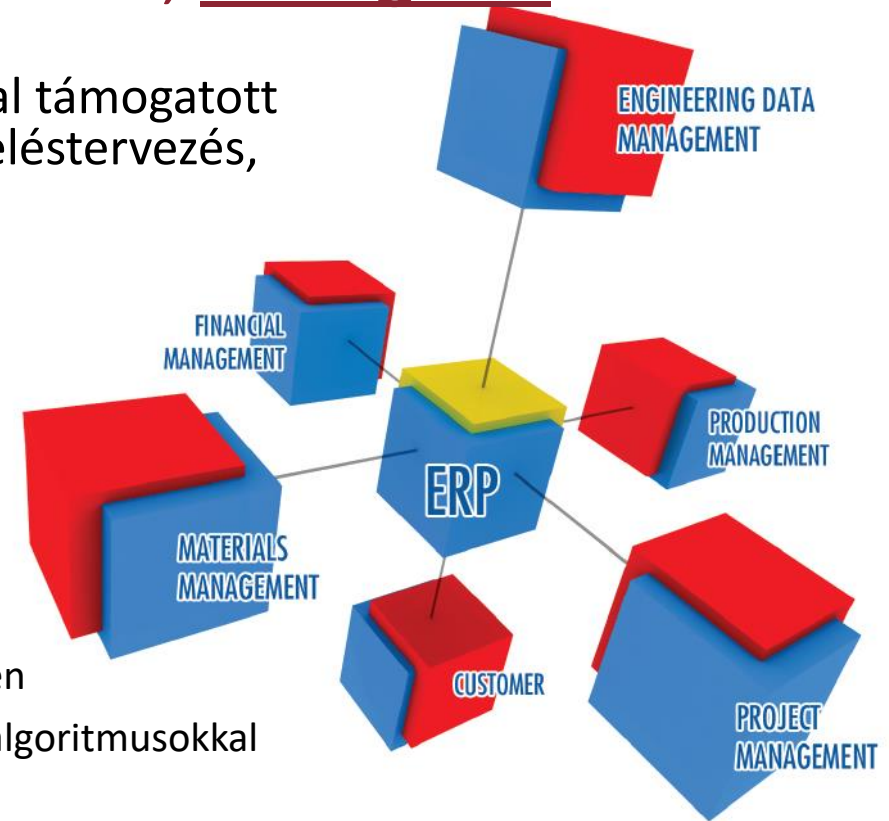 al támogatott
eléstervezés,
ENGINEERING DATA
MANAGEMENT
FINANCIAL
MANAGEMENT
PRODUCTION
MANAGEMENT
ERP
MATERIALS
MANAGEMENT
CUSTOMER
PROJECT
MANAGEMENT
en
algoritmusokkal